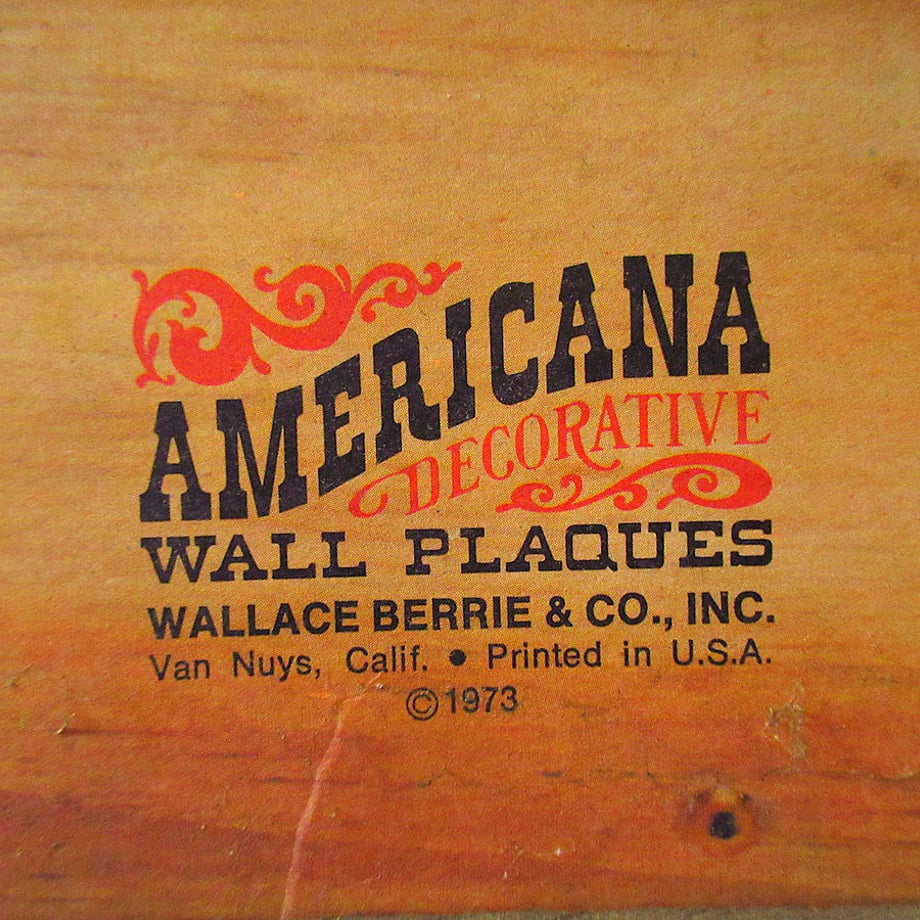 AMERICANA
DECORATIVE
WALL PLAQUES
WALLACE BERRIE & CO., INC.
Van Nuys, Calif. ● Printed in U.S.A.
©1973